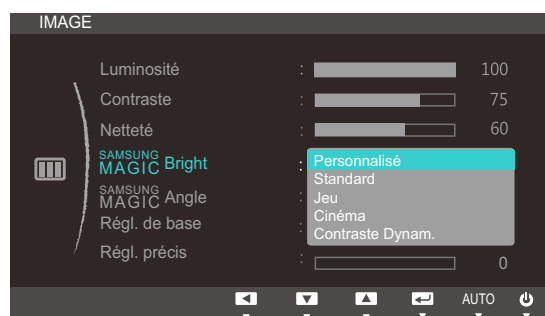 IMAGE
Luminosité : 100
Contraste : 75
Netteté : 60
SAMSUNG MAGIC Bright : Personnalisé
Standard
SAMSUNG MAGIC Angle : Jeu
Cinéma
Régl. de base : Contraste Dynam.
Régl. précis : 0
AUTO